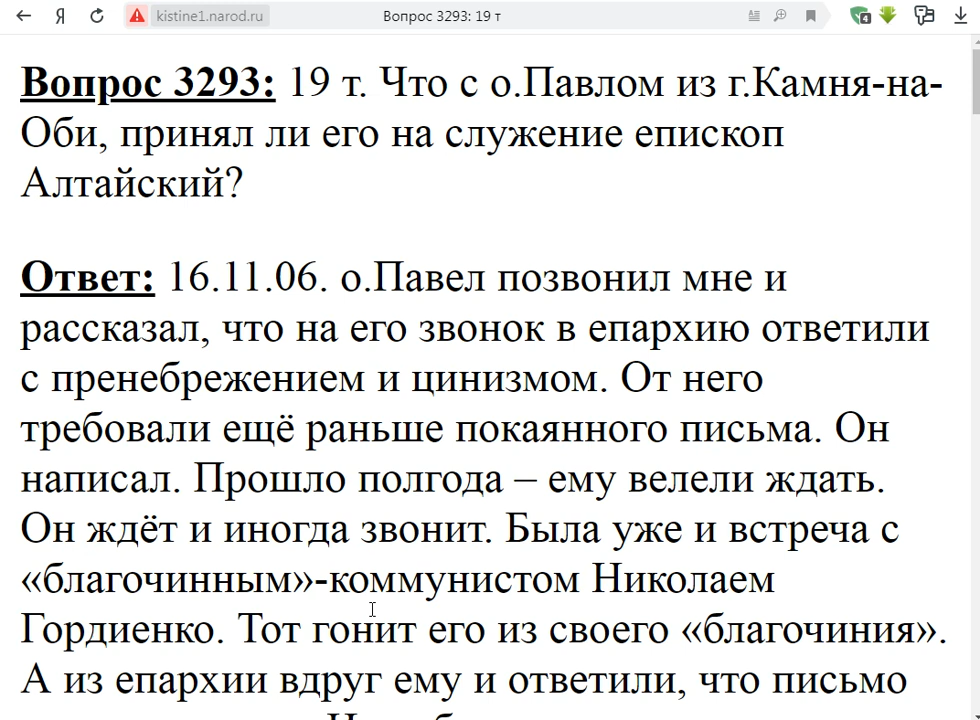 Я
kistine1.narod.ru
Вопрос 3293: 19 т
4
Вопрос 3293: 19 т. Что с о.Павлом из г.Камня-на-
Оби, принял ли его на служение епископ
Алтайский?
Ответ: 16.11.06. о.Павел позвонил мне и
рассказал, что на его звонок в епархию ответили
с пренебрежением и цинизмом. От него
требовали ещё раньше покаянного письма. Он
написал. Прошло полгода – ему велели ждать.
Он ждёт и иногда звонит. Была уже и встреча с
«благочинным»-коммунистом Николаем
Гордиенко. Тот гонит его из своего «благочиния».
А из епархии вдруг ему и ответили, что письмо